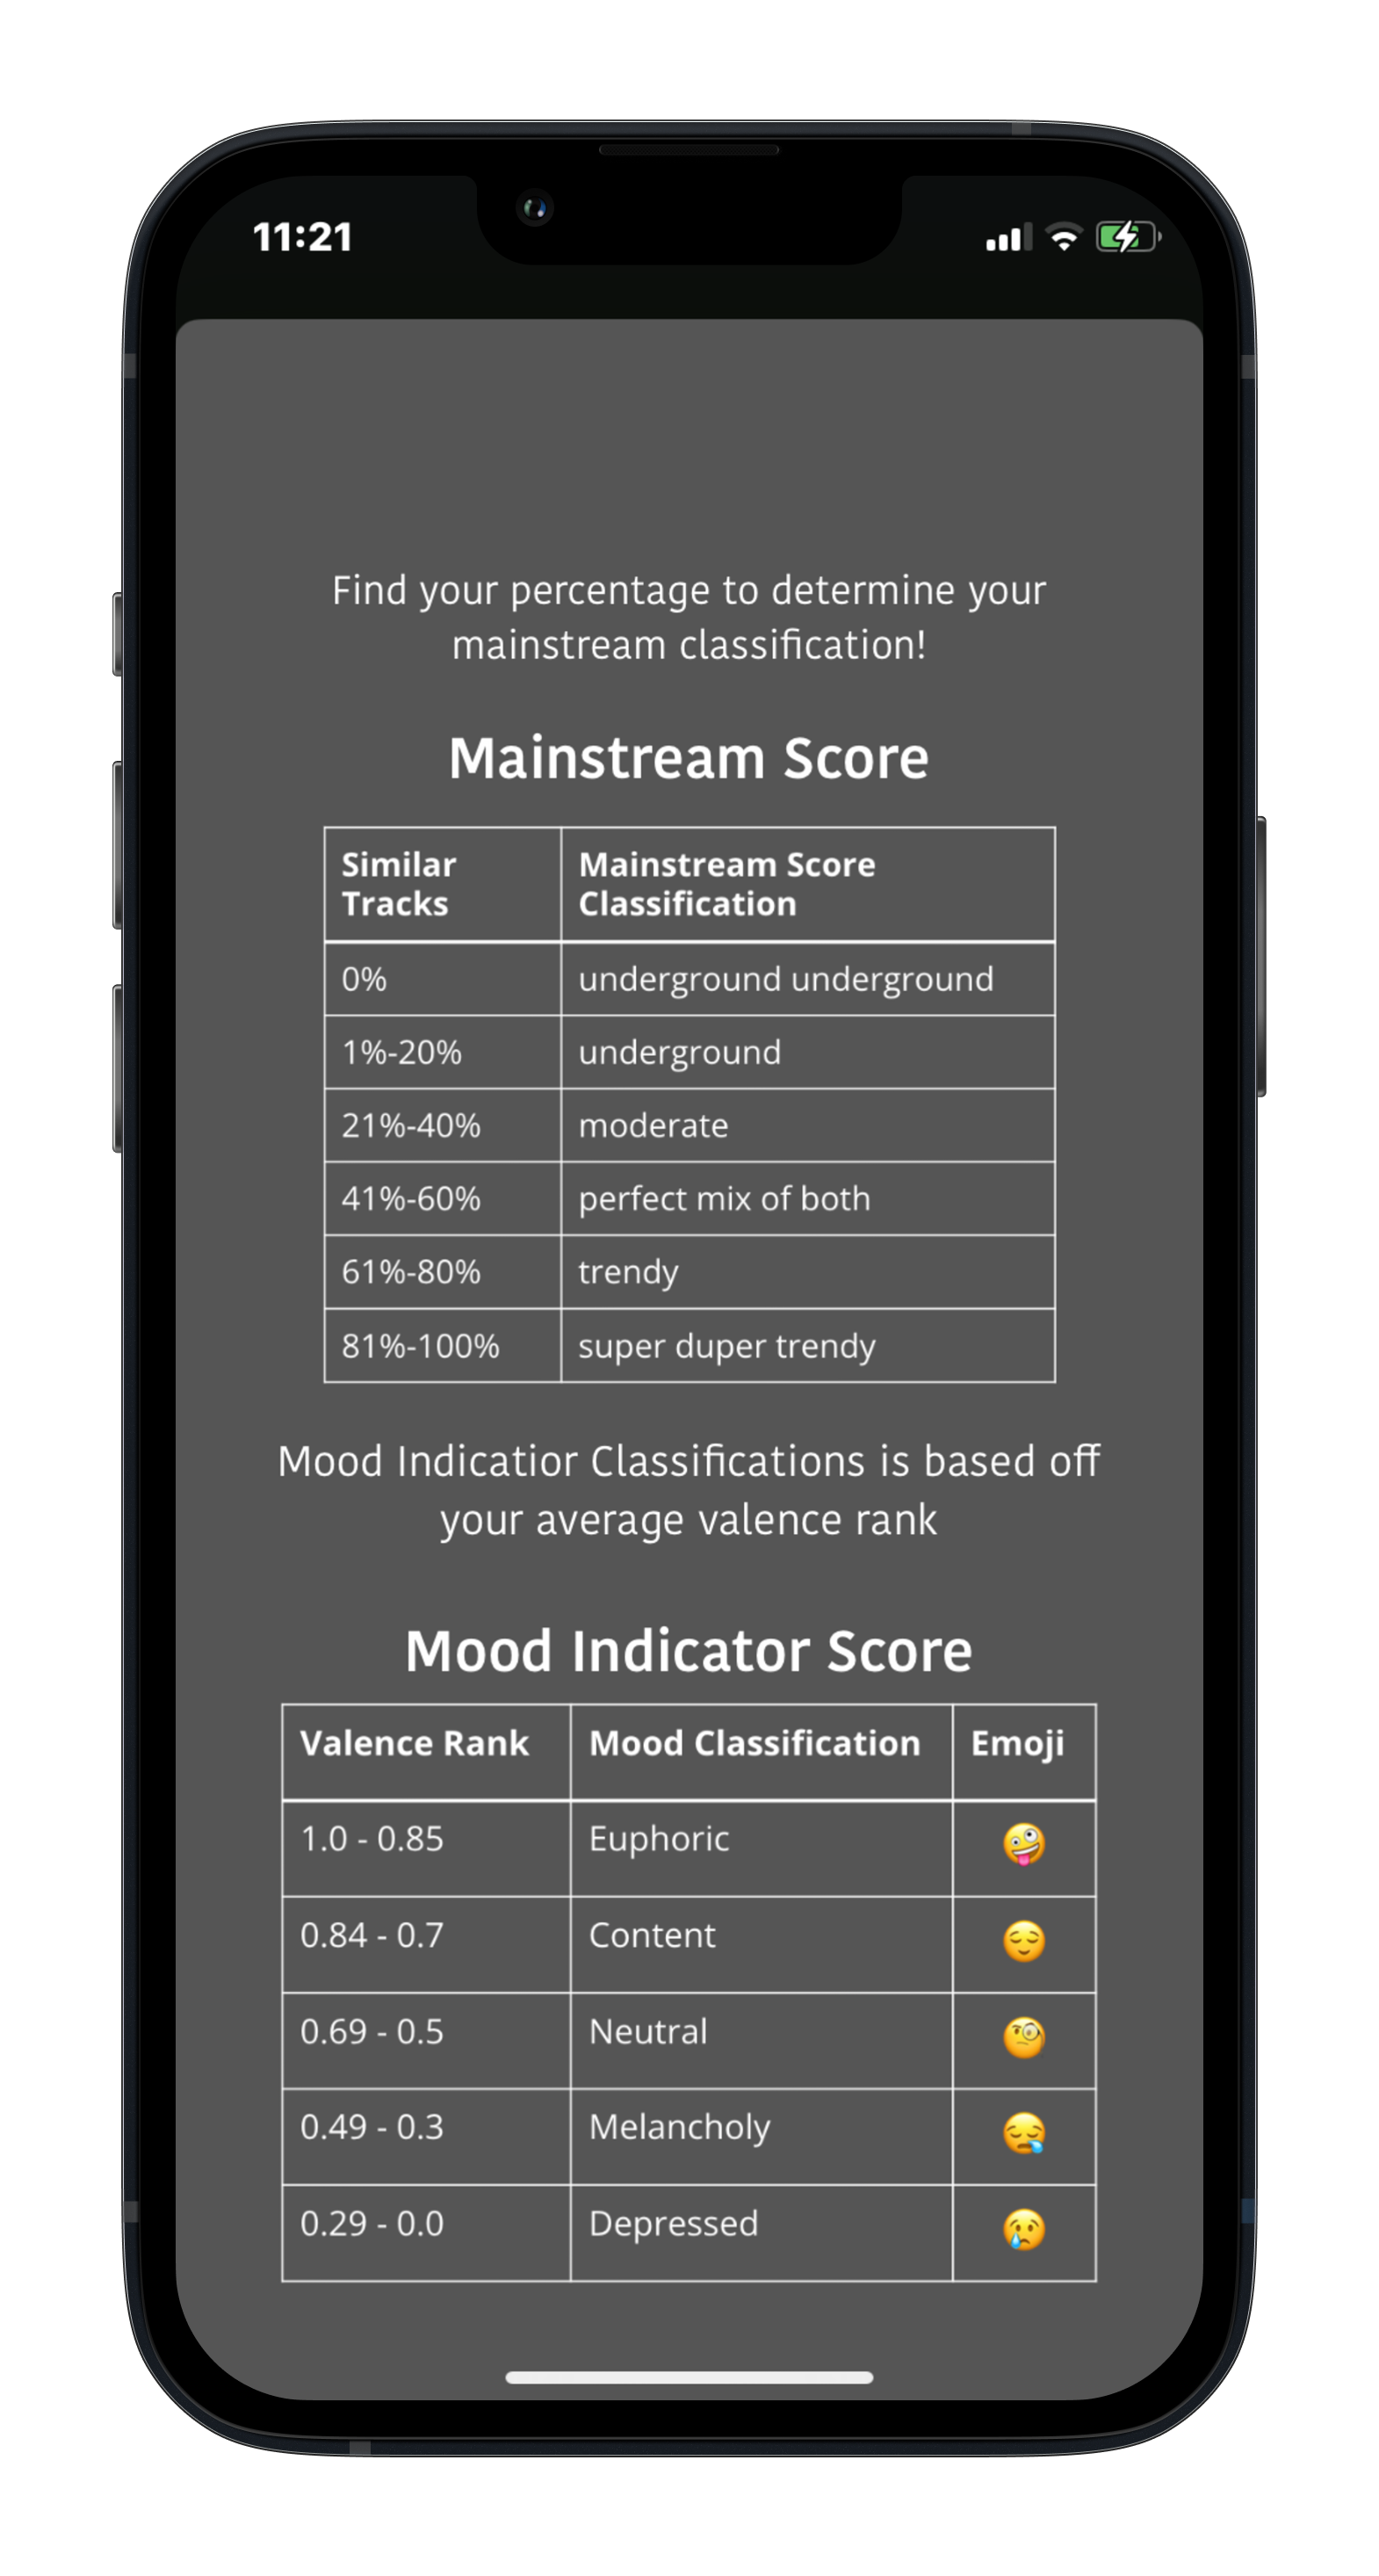 11:21
Find your percentage to determine your
mainstream classification!
Mainstream Score
Similar Tracks | Mainstream Score Classification
0% | underground underground
1%-20% | underground
21%-40% | moderate
41%-60% | perfect mix of both
61%-80% | trendy
81%-100% | super duper trendy
Mood Indicatior Classifications is based off
your average valence rank
Mood Indicator Score
Valence Rank | Mood Classification | Emoji
1.0 - 0.85 | Euphoric | 🤪
0.84 - 0.7 | Content | 😌
0.69 - 0.5 | Neutral | 🧐
0.49 - 0.3 | Melancholy | 😪
0.29 - 0.0 | Depressed | 😢